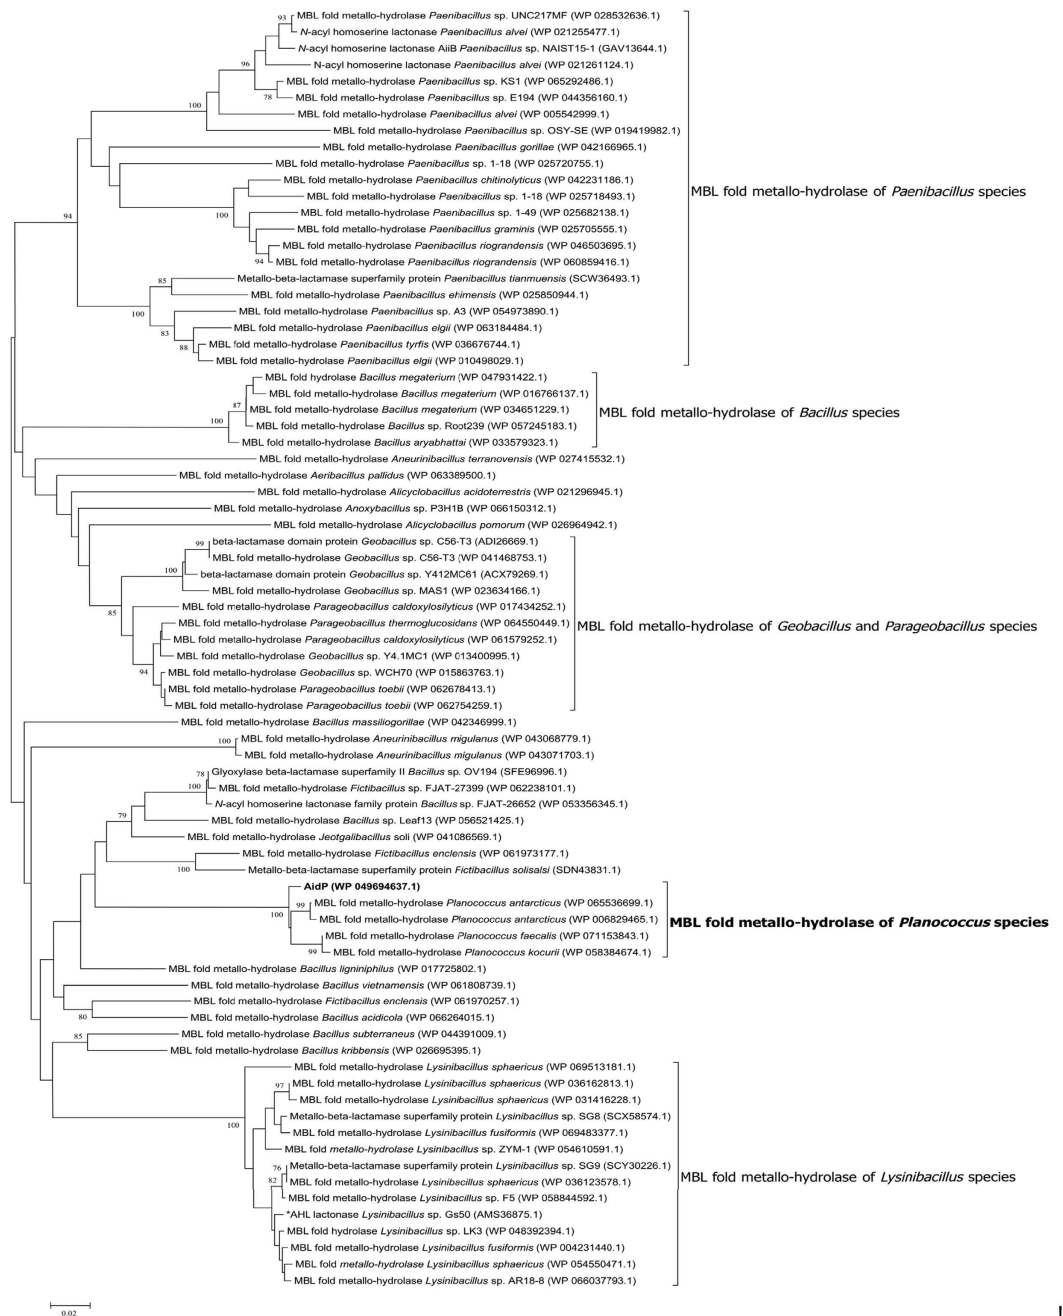 93
MBL fold metallo-hydrolase Paenibacillus sp. UNC217MF (WP 028532636.1)
N-acyl homoserine lactonase Paenibacillus alvei (WP 021255477.1)
N-acyl homoserine lactonase AiiB Paenibacillus sp. NAIST15-1 (GAV13644.1)
N-acyl homoserine lactonase Paenibacillus alvei (WP 021261124.1)
96
MBL fold metallo-hydrolase Paenibacillus sp. KS1 (WP 065292486.1)
78
MBL fold metallo-hydrolase Paenibacillus sp. E194 (WP 044356160.1)
100
MBL fold metallo-hydrolase Paenibacillus alvei (WP 005542999.1)
MBL fold metallo-hydrolase Paenibacillus sp. OSY-SE (WP 019419982.1)
MBL fold metallo-hydrolase Paenibacillus gorillae (WP 042166965.1)
MBL fold metallo-hydrolase Paenibacillus sp. 1-18 (WP 025720755.1)
MBL fold metallo-hydrolase Paenibacillus chitinolyticus (WP 042231186.1)
MBL fold metallo-hydrolase of Paenibacillus species
MBL fold metallo-hydrolase Paenibacillus sp. 1-18 (WP 025718493.1)
100
MBL fold metallo-hydrolase Paenibacillus sp. 1-49 (WP 025682138.1)
94
MBL fold metallo-hydrolase Paenibacillus graminis (WP 025705555.1)
MBL fold metallo-hydrolase Paenibacillus riograndensis (WP 046503695.1)
94
MBL fold metallo-hydrolase Paenibacillus riograndensis (WP 060859416.1)
85
Metallo-beta-lactamase superfamily protein Paenibacillus tianmuensis (SCW36493.1)
MBL fold metallo-hydrolase Paenibacillus ehimensis (WP 025850944.1)
100
MBL fold metallo-hydrolase Paenibacillus sp. A3 (WP 054973890.1)
83
MBL fold metallo-hydrolase Paenibacillus elgii (WP 063184484.1)
88
MBL fold metallo-hydrolase Paenibacillus tyrfis (WP 036676744.1)
MBL fold metallo-hydrolase Paenibacillus elgii (WP 010498029.1)
MBL fold hydrolase Bacillus megaterium (WP 047931422.1)
MBL fold metallo-hydrolase Bacillus megaterium (WP 016766137.1)
87
MBL fold metallo-hydrolase Bacillus megaterium (WP 034651229.1)
MBL fold metallo-hydrolase of Bacillus species
100
MBL fold metallo-hydrolase Bacillus sp. Root239 (WP 057245183.1)
MBL fold metallo-hydrolase Bacillus aryabhattai (WP 033579323.1)
MBL fold metallo-hydrolase Aneurinibacillus terranovensis (WP 027415532.1)
MBL fold metallo-hydrolase Aeribacillus pallidus (WP 063389500.1)
MBL fold metallo-hydrolase Alicyclobacillus acidoterrestris (WP 021296945.1)
MBL fold metallo-hydrolase Anoxybacillus sp. P3H1B (WP 066150312.1)
MBL fold metallo-hydrolase Alicyclobacillus pomorum (WP 026964942.1)
99
beta-lactamase domain protein Geobacillus sp. C56-T3 (ADI26669.1)
MBL fold metallo-hydrolase Geobacillus sp. C56-T3 (WP 041468753.1)
100
beta-lactamase domain protein Geobacillus sp. Y412MC61 (ACX79269.1)
MBL fold metallo-hydrolase Geobacillus sp. MAS1 (WP 023634166.1)
85
MBL fold metallo-hydrolase Parageobacillus caldoxylosilyticus (WP 017434252.1)
MBL fold metallo-hydrolase Parageobacillus thermoglucosidans (WP 064550449.1)
MBL fold metallo-hydrolase of Geobacillus and Parageobacillus species
MBL fold metallo-hydrolase Parageobacillus caldoxylosilyticus (WP 061579252.1)
MBL fold metallo-hydrolase Geobacillus sp. Y4.1MC1 (WP 013400995.1)
94
MBL fold metallo-hydrolase Geobacillus sp. WCH70 (WP 015863763.1)
MBL fold metallo-hydrolase Parageobacillus toebii (WP 062678413.1)
MBL fold metallo-hydrolase Parageobacillus toebii (WP 062754259.1)
MBL fold metallo-hydrolase Bacillus massiliogorillae (WP 042346999.1)
100
MBL fold metallo-hydrolase Aneurinibacillus migulanus (WP 043068779.1)
MBL fold metallo-hydrolase Aneurinibacillus migulanus (WP 043071703.1)
78
Glyoxylase beta-lactamase superfamily II Bacillus sp. OV194 (SFE96996.1)
100
MBL fold metallo-hydrolase Fictibacillus sp. FJAT-27399 (WP 062238101.1)
N-acyl homoserine lactonase family protein Bacillus sp. FJAT-26652 (WP 053356345.1)
79
MBL fold metallo-hydrolase Bacillus sp. Leaf13 (WP 056521425.1)
MBL fold metallo-hydrolase Jeotgalibacillus soli (WP 041086569.1)
MBL fold metallo-hydrolase Fictibacillus enclensis (WP 061973177.1)
100
Metallo-beta-lactamase superfamily protein Fictibacillus solisalsi (SDN43831.1)
AidP (WP 049694637.1)
99
MBL fold metallo-hydrolase Planococcus antarcticus (WP 065536699.1)
100
MBL fold metallo-hydrolase Planococcus antarcticus (WP 006829465.1)
MBL fold metallo-hydrolase of Planococcus species
MBL fold metallo-hydrolase Planococcus faecalis (WP 071153843.1)
99
MBL fold metallo-hydrolase Planococcus kocurii (WP 058384674.1)
MBL fold metallo-hydrolase Bacillus ligniniphilus (WP 017725802.1)
MBL fold metallo-hydrolase Bacillus vietnamensis (WP 061808739.1)
MBL fold metallo-hydrolase Fictibacillus enclensis (WP 061970257.1)
80
MBL fold metallo-hydrolase Bacillus acidicola (WP 066264015.1)
85
MBL fold metallo-hydrolase Bacillus subterraneus (WP 044391009.1)
MBL fold metallo-hydrolase Bacillus kribbensis (WP 026695395.1)
MBL fold metallo-hydrolase Lysinibacillus sphaericus (WP 069513181.1)
97
MBL fold metallo-hydrolase Lysinibacillus sphaericus (WP 036162813.1)
MBL fold metallo-hydrolase Lysinibacillus sphaericus (WP 031416228.1)
100
Metallo-beta-lactamase superfamily protein Lysinibacillus sp. SG8 (SCX58574.1)
MBL fold metallo-hydrolase Lysinibacillus fusiformis (WP 069483377.1)
MBL fold metallo-hydrolase Lysinibacillus sp. ZYM-1 (WP 054610591.1)
76
Metallo-beta-lactamase superfamily protein Lysinibacillus sp. SG9 (SCY30226.1)
MBL fold metallo-hydrolase of Lysinibacillus species
82
MBL fold metallo-hydrolase Lysinibacillus sphaericus (WP 036123578.1)
MBL fold metallo-hydrolase Lysinibacillus sp. F5 (WP 058844592.1)
*AHL lactonase Lysinibacillus sp. Gs50 (AMS36875.1)
MBL fold hydrolase Lysinibacillus sp. LK3 (WP 048392394.1)
MBL fold metallo-hydrolase Lysinibacillus fusiformis (WP 004231440.1)
MBL fold metallo-hydrolase Lysinibacillus sphaericus (WP 054550471.1)
MBL fold metallo-hydrolase Lysinibacillus sp. AR18-8 (WP 066037793.1)
0.02